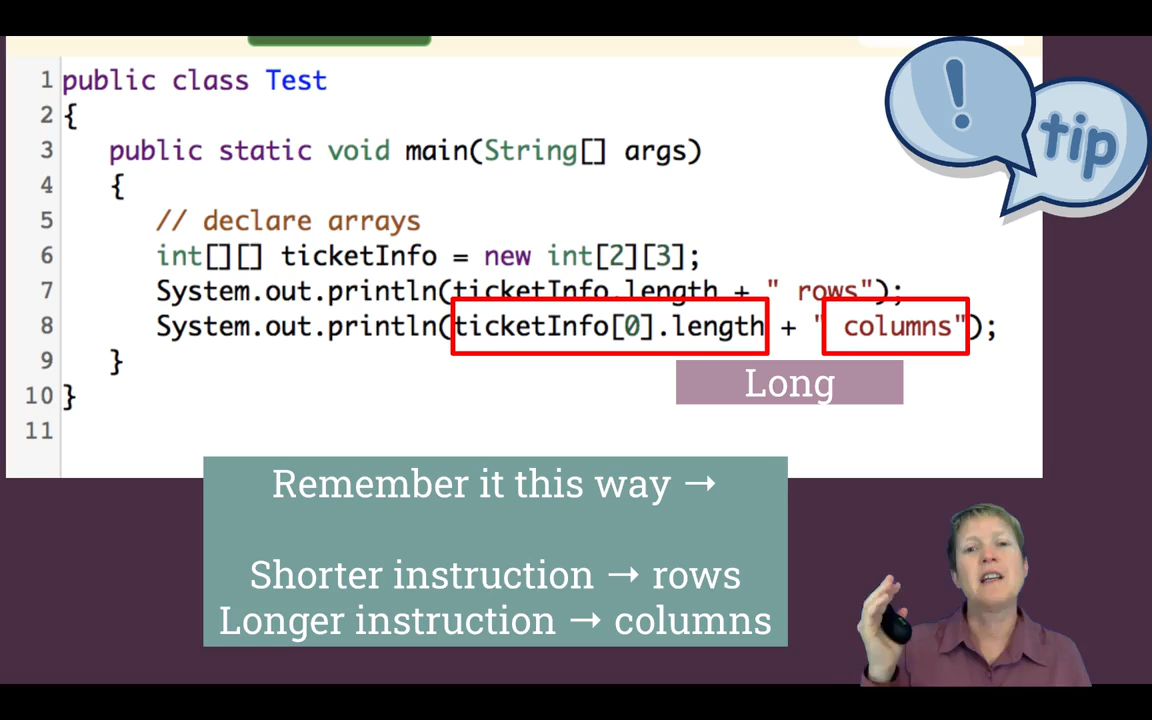 1 public class Test
2 {
3 public static void main(String[] args)
4 {
5 // declare arrays
6 int[][] ticketInfo = new int[2][3];
7 System.out.println(ticketInfo.length + " rows");
8 System.out.println(ticketInfo[0].length + " columns");
9 }
10 }
11
!
tip
Long
Remember it this way →
Shorter instruction → rows
Longer instruction → columns